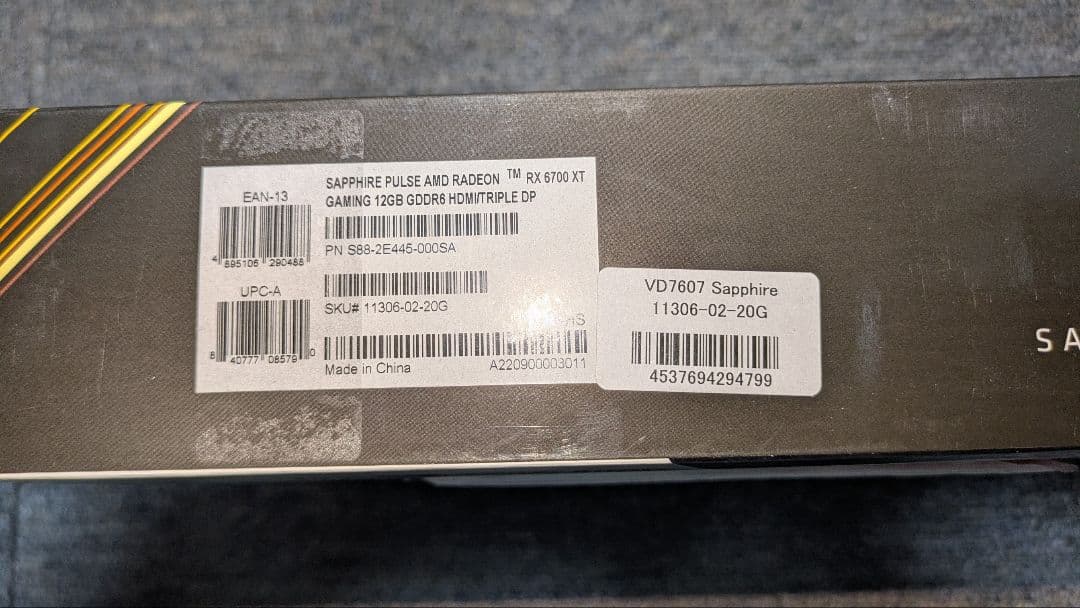 SAPPHIRE PULSE AMD RADEON ™ RX 6700 XT
GAMING 12GB GDDR6 HDMI/TRIPLE DP
EAN-13
4 895106 290488
PN S88-2E445-000SA
UPC-A
8 40777 08579 0
SKU# 11306-02-20G
Made in China
A220900003011
VD7607 Sapphire
11306-02-20G
4537694294799
SA